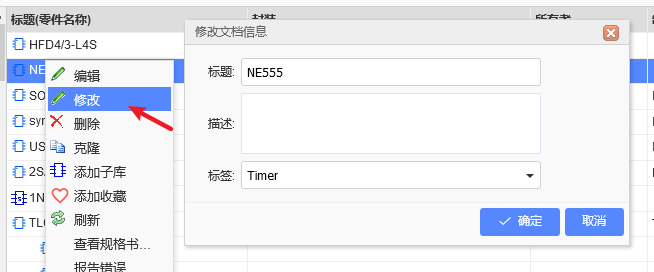 标题(零件名称)
封装
所有者
HFD4/3-L4S
NE
SO
syn
US
2S
1N
TL
编辑
修改
删除
克隆
添加子库
添加收藏
刷新
查看规格书...
报告错误
修改文档信息
标题:
NE555
描述:
标签:
Timer
确定
取消